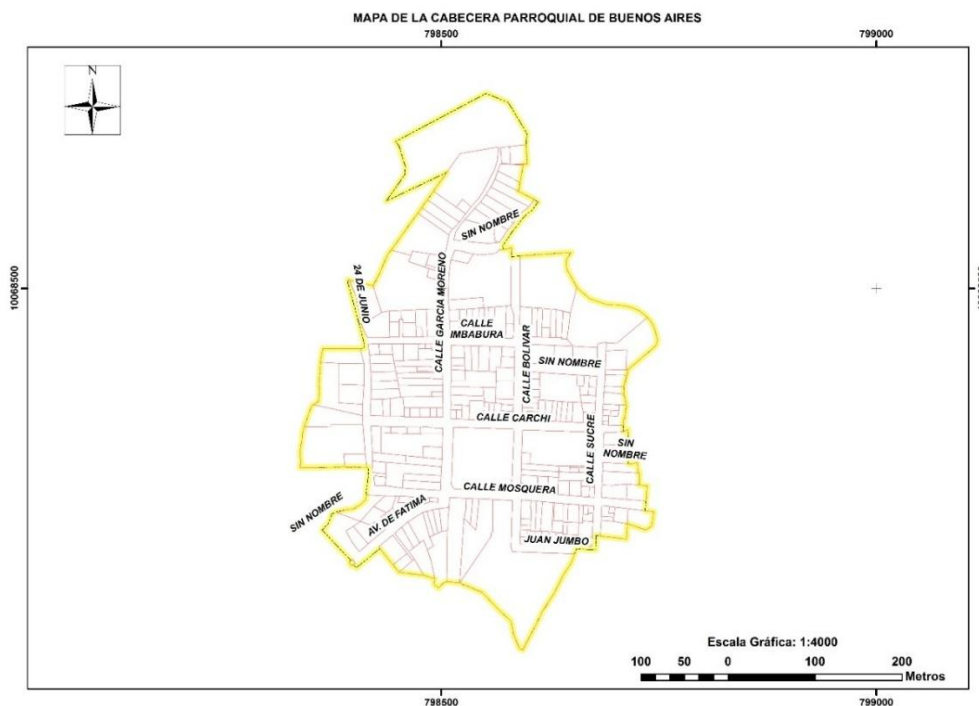 MAPA DE LA CABECERA PARROQUIAL DE BUENOS AIRES
798500
799000
N
SIN NOMBRE
CALLE GARCIA MORENO
24 DE JUNIO
10068500
CALLE
IMBABURA
CALLE BOLIVAR
SIN NOMBRE
CALLE CARCHI
CALLE SUCRE
SIN
NOMBRE
CALLE MOSQUERA
SIN NOMBRE
AV. DE FATIMA
JUAN JUMBO
Escala Gráfica: 1:4000
100 50 0 100 200
Metros
798500
799000